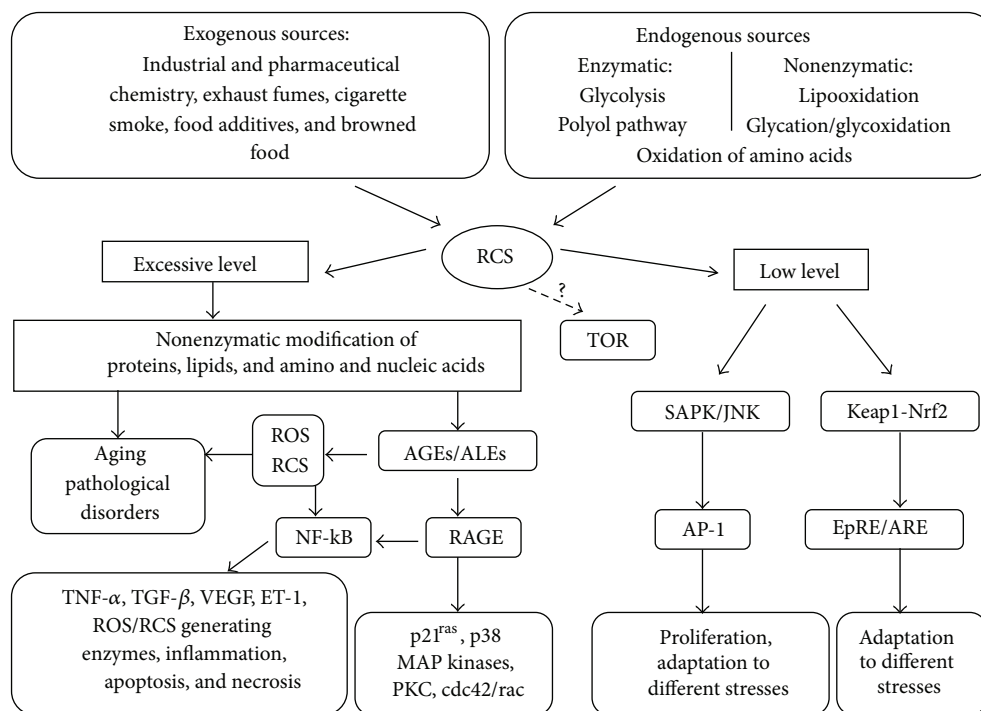 Exogenous sources:
Industrial and pharmaceutical
chemistry, exhaust fumes, cigarette
smoke, food additives, and browned
food
Endogenous sources
Enzymatic:
Glycolysis
Polyol pathway
Nonenzymatic:
Lipooxidation
Glycation/glycoxidation
Oxidation of amino acids
RCS
Excessive level
Low level
?
TOR
Nonenzymatic modification of
proteins, lipids, and amino and nucleic acids
SAPK/JNK
Keap1-Nrf2
ROS
RCS
AGEs/ALEs
Aging
pathological
disorders
NF-kB
RAGE
AP-1
EpRE/ARE
TNF-α, TGF-β, VEGF, ET-1,
ROS/RCS generating
enzymes, inflammation,
apoptosis, and necrosis
p21ras, p38
MAP kinases,
PKC, cdc42/rac
Proliferation,
adaptation to
different stresses
Adaptation
to different
stresses